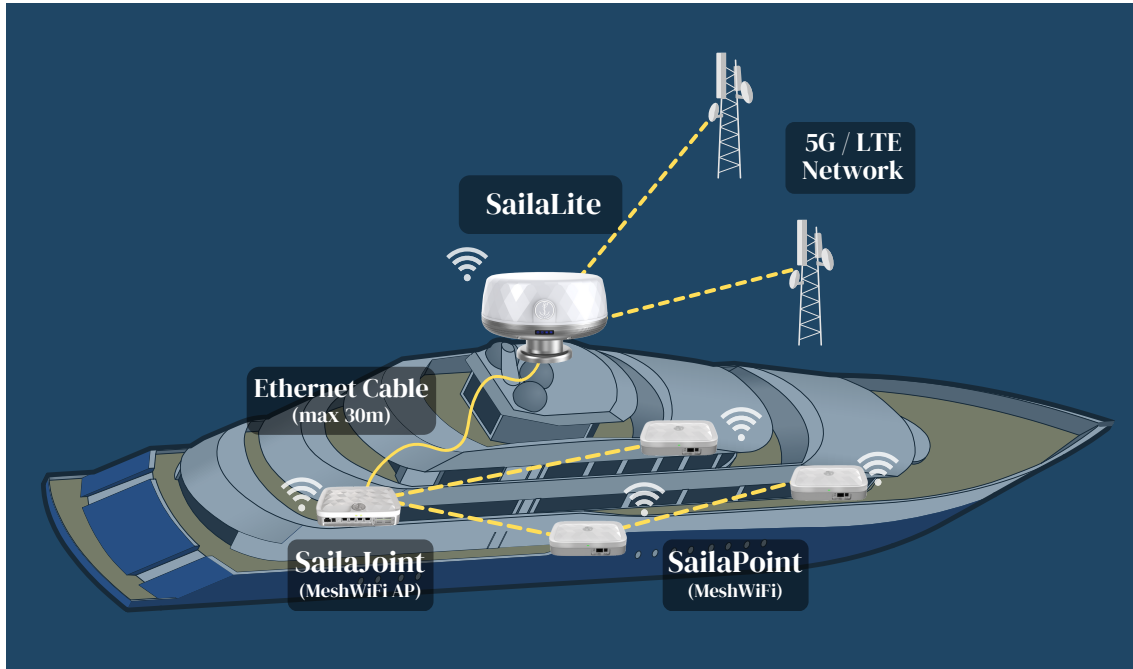 5G / LTE
Network
SailaLite
Ethernet Cable
(max 30m)
SailaJoint
(MeshWiFi AP)
SailaPoint
(MeshWiFi)